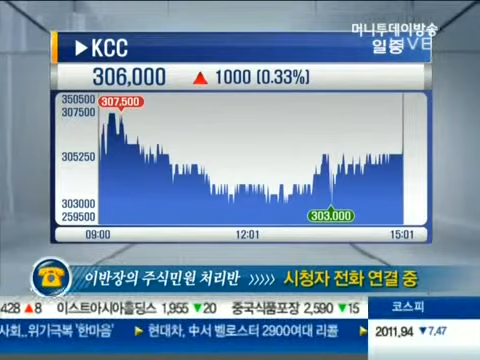 머니투데이방송
▶KCC
일중
LIVE
306,000 ▲ 1000 (0.33%)
350500
307,500
307500
305250
303000
303,000
259500
09:00 12:01 15:01
이반장의 주식민원 처리반 》》》》》 시청자 전화 연결 중
428 ▲8 이스트아시아홀딩스 1,955 ▼20 중국식품포장 2,590 ▼15 코스피
사회..위기극복 '한마음' ▶ 현대차, 中서 벨로스터 2900여대 리콜 ▶ 2011,94 ▼7,47